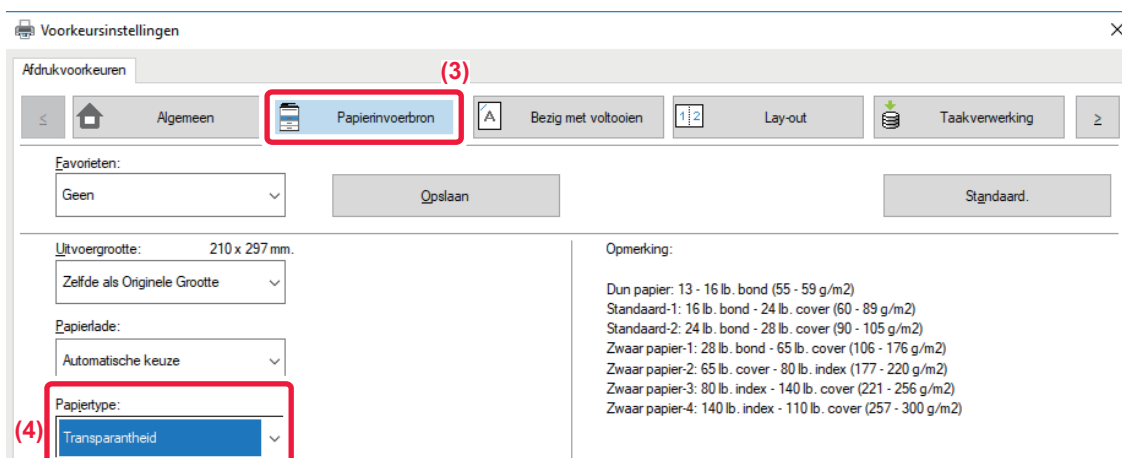 Voorkeursinstellingen
Afdrukvoorkeuren
(3)
< Algemeen Papierinvoerbron Bezig met voltooien Lay-out Taakverwerking >
Favorieten:
Geen Opslaan Standaard.
Uitvoergrootte: 210 x 297 mm.
Zelfde als Originele Grootte
Papierlade:
Automatische keuze
Papiertype:
(4) Transparantheid
Opmerking:
Dun papier: 13 - 16 lb. bond (55 - 59 g/m2)
Standaard-1: 16 lb. bond - 24 lb. cover (60 - 89 g/m2)
Standaard-2: 24 lb. bond - 28 lb. cover (90 - 105 g/m2)
Zwaar papier-1: 28 lb. bond - 65 lb. cover (106 - 176 g/m2)
Zwaar papier-2: 65 lb. cover - 80 lb. index (177 - 220 g/m2)
Zwaar papier-3: 80 lb. index - 140 lb. cover (221 - 256 g/m2)
Zwaar papier-4: 140 lb. index - 110 lb. cover (257 - 300 g/m2)